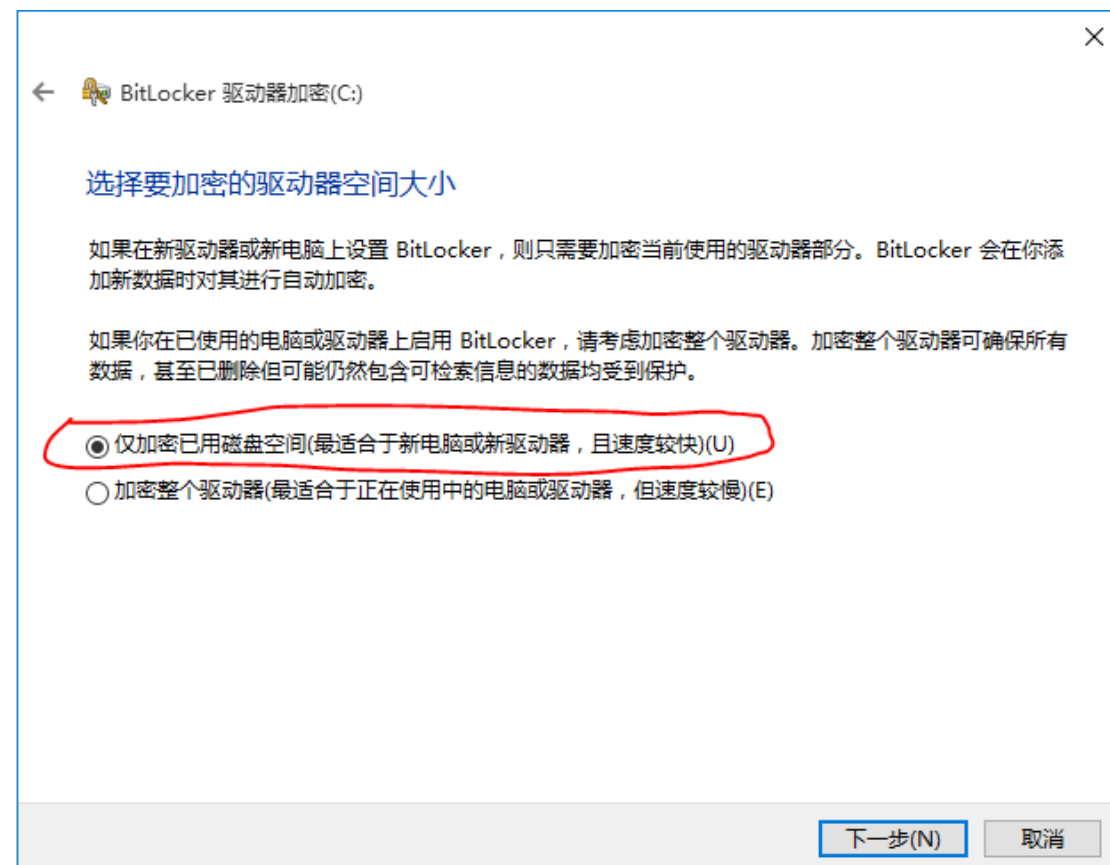 BitLocker 驱动器加密(C:)
选择要加密的驱动器空间大小
如果在新驱动器或新电脑上设置 BitLocker，则只需要加密当前使用的驱动器部分。BitLocker 会在你添
加新数据时对其进行自动加密。
如果你在已使用的电脑或驱动器上启用 BitLocker，请考虑加密整个驱动器。加密整个驱动器可确保所有
数据，甚至已删除但可能仍然包含可检索信息的数据均受到保护。
仅加密已用磁盘空间(最适合于新电脑或新驱动器，且速度较快)(U)
加密整个驱动器(最适合于正在使用中的电脑或驱动器，但速度较慢)(E)
下一步(N) 取消